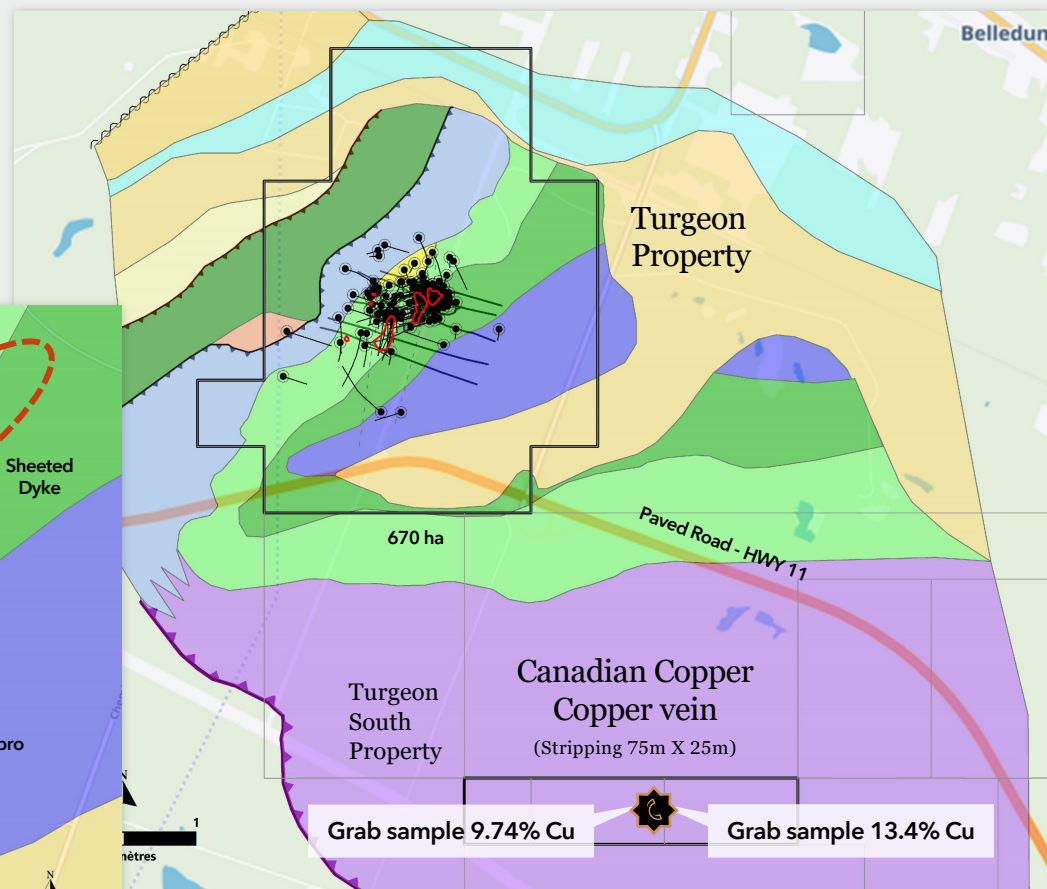 Belledun
Turgeon
Property
Sheeted
Dyke
670 ha
Paved Road - HWY 11
Canadian Copper
Copper vein
(Stripping 75m X 25m)
Turgeon
South
Property
bro
N
1
mètres
Grab sample 9.74% Cu
Grab sample 13.4% Cu
N